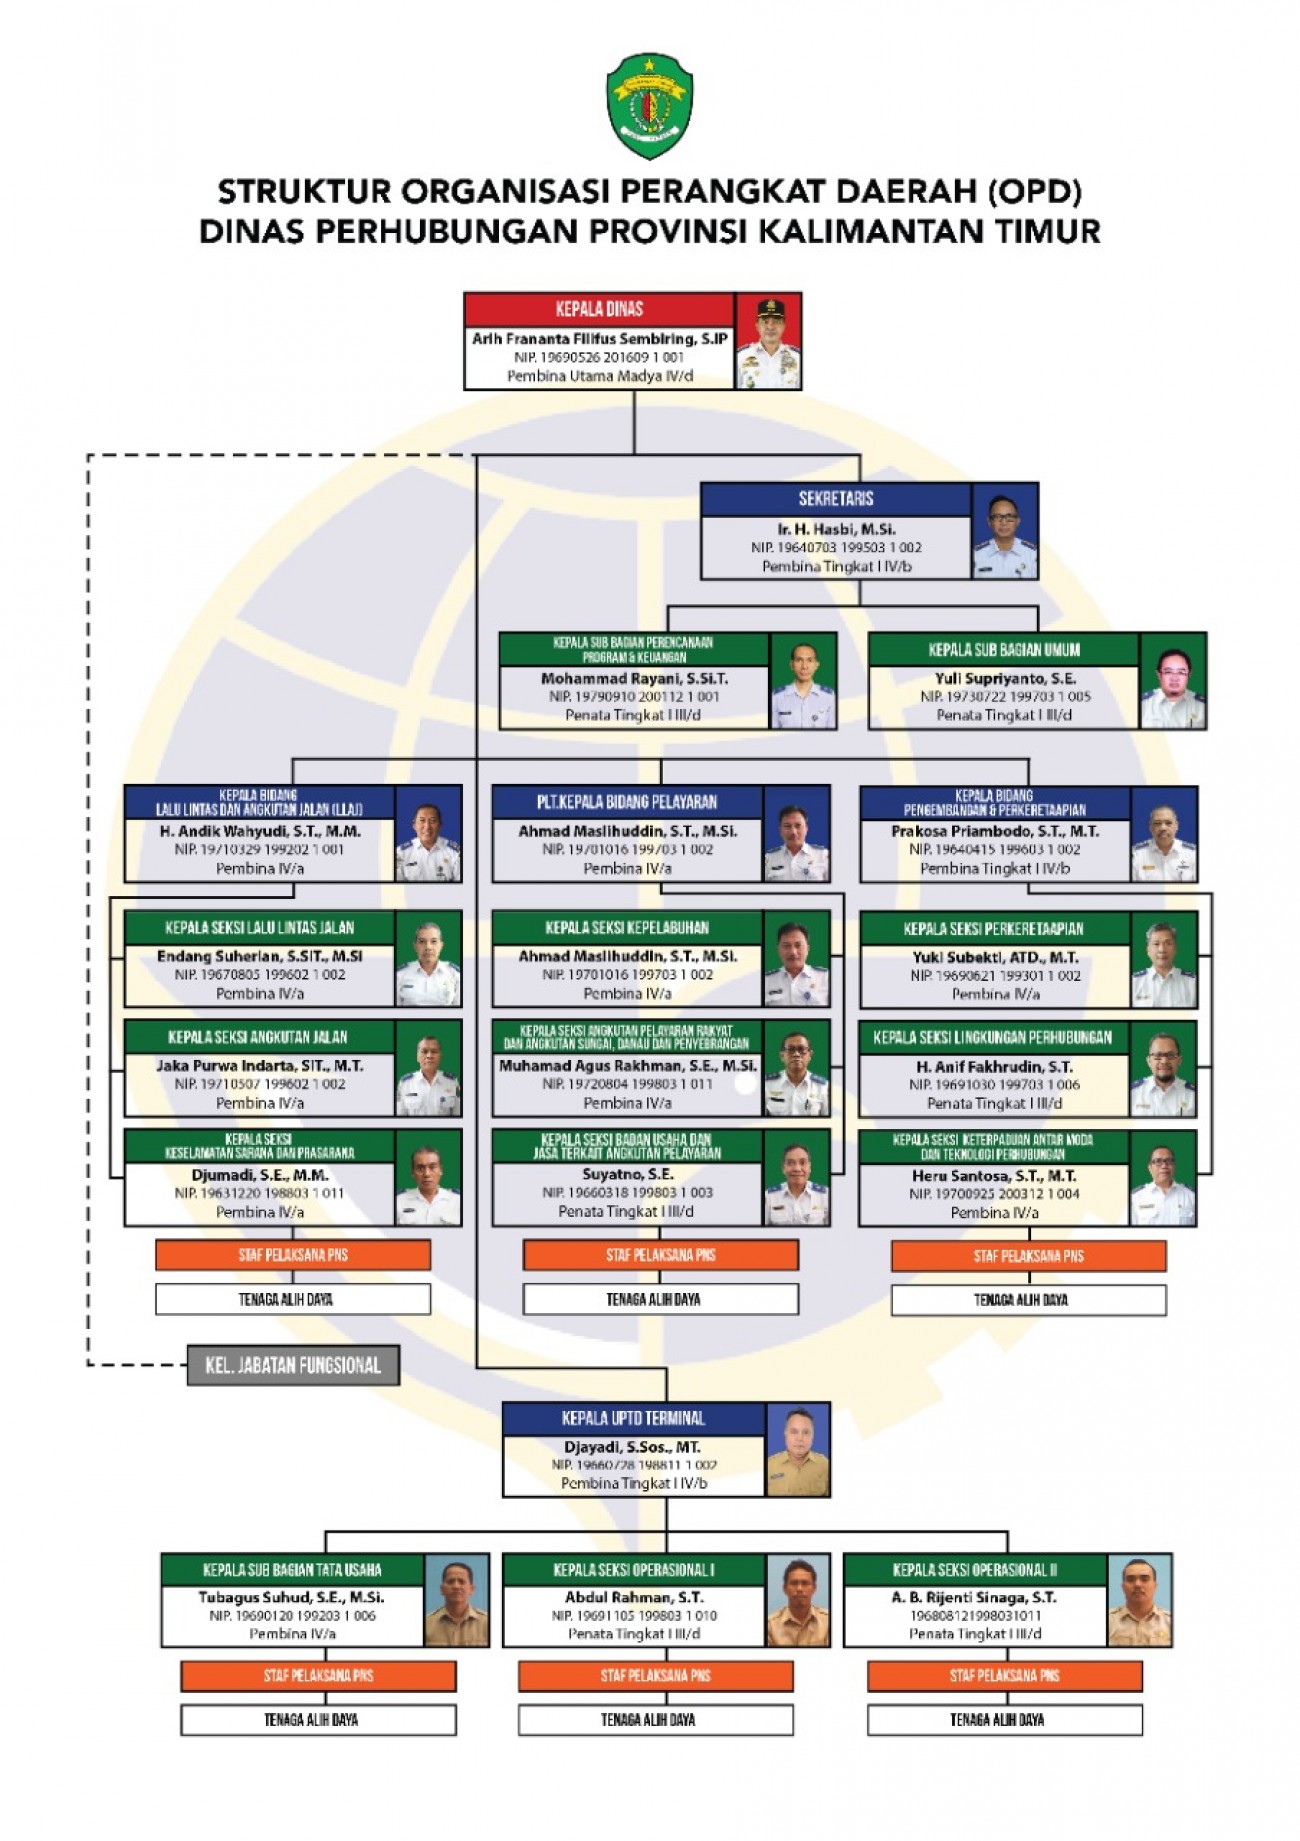 STRUKTUR ORGANISASI PERANGKAT DAERAH (OPD)
DINAS PERHUBUNGAN PROVINSI KALIMANTAN TIMUR
KEPALA DINAS
Arih Frananta Filifus Sembiring, S.IP
NIP. 19690526 201609 1 001
Pembina Utama Madya IV/d
SEKRETARIS
Ir. H. Hasbi, M.Si.
NIP. 19640703 199503 1 002
Pembina Tingkat I IV/b
KEPALA SUB BAGIAN PERENCANAAN
PROGRAM & KEUANGAN
Mohammad Rayani, S.Si.T.
NIP. 19790910 200112 1 001
Penata Tingkat I III/d
KEPALA SUB BAGIAN UMUM
Yuli Supriyanto, S.E.
NIP. 19730722 199703 1 005
Penata Tingkat I III/d
KEPALA BIDANG
LALU LINTAS DAN ANGKUTAN JALAN (LLAJ)
H. Andik Wahyudi, S.T., M.M.
NIP. 19710329 199202 1 001
Pembina IV/a
PLT.KEPALA BIDANG PELAYARAN
Ahmad Maslihuddin, S.T., M.Si.
NIP. 19701016 199703 1 002
Pembina IV/a
KEPALA BIDANG
PENGEMBANGAN & PERKERETAAPIAN
Prakosa Priambodo, S.T., M.T.
NIP. 19640415 199603 1 002
Pembina Tingkat I IV/b
KEPALA SEKSI LALU LINTAS JALAN
Endang Suherlan, S.SIT., M.SI
NIP. 19670805 199602 1 002
Pembina IV/a
KEPALA SEKSI KEPELABUHAN
Ahmad Maslihuddin, S.T., M.Si.
NIP. 19701016 199703 1 002
Pembina IV/a
KEPALA SEKSI PERKERETAAPIAN
Yuki Subekti, ATD., M.T.
NIP. 19690621 199301 1 002
Pembina IV/a
KEPALA SEKSI ANGKUTAN JALAN
Jaka Purwa Indarta, SIT., M.T.
NIP. 19710507 199602 1 002
Pembina IV/a
KEPALA SEKSI ANGKUTAN PELAYARAN RAKYAT
DAN ANGKUTAN SUNGAI, DANAU DAN PENYEBRANGAN
Muhamad Agus Rakhman, S.E., M.Si.
NIP. 19720804 199803 1 011
Pembina IV/a
KEPALA SEKSI LINGKUNGAN PERHUBUNGAN
H. Anif Fakhrudin, S.T.
NIP. 19691030 199703 1 006
Penata Tingkat I III/d
KEPALA SEKSI
KESELAMATAN SARANA DAN PRASARANA
Djumadi, S.E., M.M.
NIP. 19631220 198803 1 011
Pembina IV/a
KEPALA SEKSI BADAN USAHA DAN
JASA TERKAIT ANGKUTAN PELAYARAN
Suyatno, S.E.
NIP. 19660318 199803 1 003
Penata Tingkat I III/d
KEPALA SEKSI KETERPADUAN ANTAR MODA
DAN TEKNOLOGI PERHUBUNGAN
Heru Santosa, S.T., M.T.
NIP. 19700925 200312 1 004
Pembina IV/a
STAF PELAKSANA PNS
STAF PELAKSANA PNS
STAF PELAKSANA PNS
TENAGA ALIH DAYA
TENAGA ALIH DAYA
TENAGA ALIH DAYA
KEL. JABATAN FUNGSIONAL
KEPALA UPTD TERMINAL
Djayadi, S.Sos., MT.
NIP. 19660728 198811 1 002
Pembina Tingkat I IV/b
KEPALA SUB BAGIAN TATA USAHA
Tubagus Suhud, S.E., M.Si.
NIP. 19690120 199203 1 006
Pembina IV/a
KEPALA SEKSI OPERASIONAL I
Abdul Rahman, S.T.
NIP. 19691105 199803 1 010
Penata Tingkat I III/d
KEPALA SEKSI OPERASIONAL II
A. B. Rijenti Sinaga, S.T.
196808121998031011
Penata Tingkat I III/d
STAF PELAKSANA PNS
STAF PELAKSANA PNS
STAF PELAKSANA PNS
TENAGA ALIH DAYA
TENAGA ALIH DAYA
TENAGA ALIH DAYA